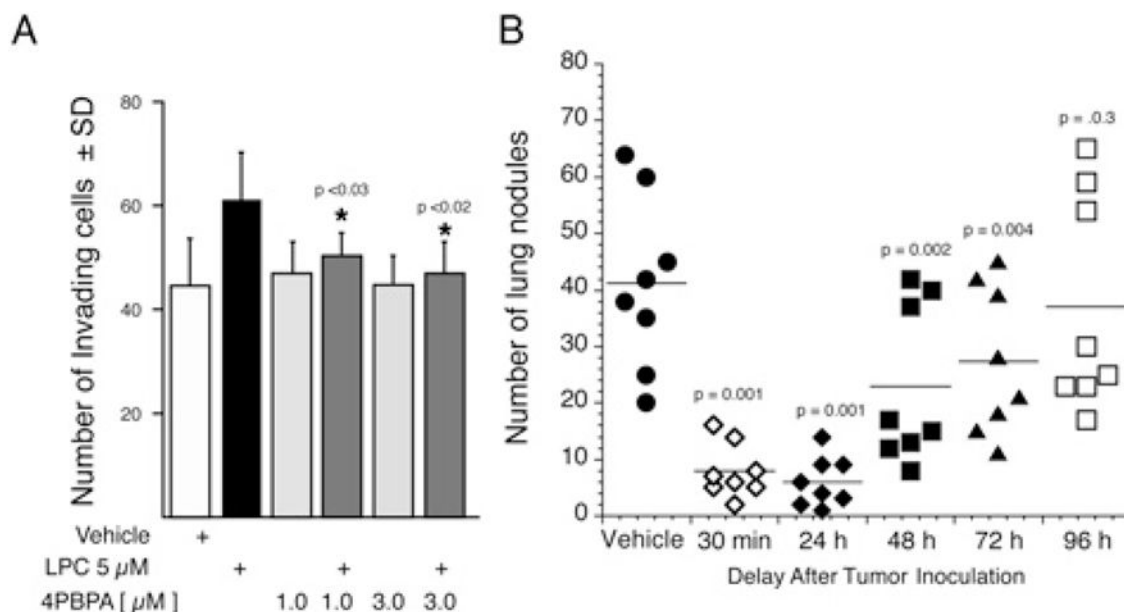 A
Number of Invading cells ± SD
80
60
40
20
p <0.03
*
p <0.02
*
Vehicle +
LPC 5 µM + + +
4PBPA [ µM ] 1.0 1.0 3.0 3.0
B
Number of lung nodules
80
70
60
50
40
30
20
10
0
p = 0.001
p = 0.001
p = 0.002
p = 0.004
p = .0.3
Vehicle 30 min 24 h 48 h 72 h 96 h
Delay After Tumor Inoculation